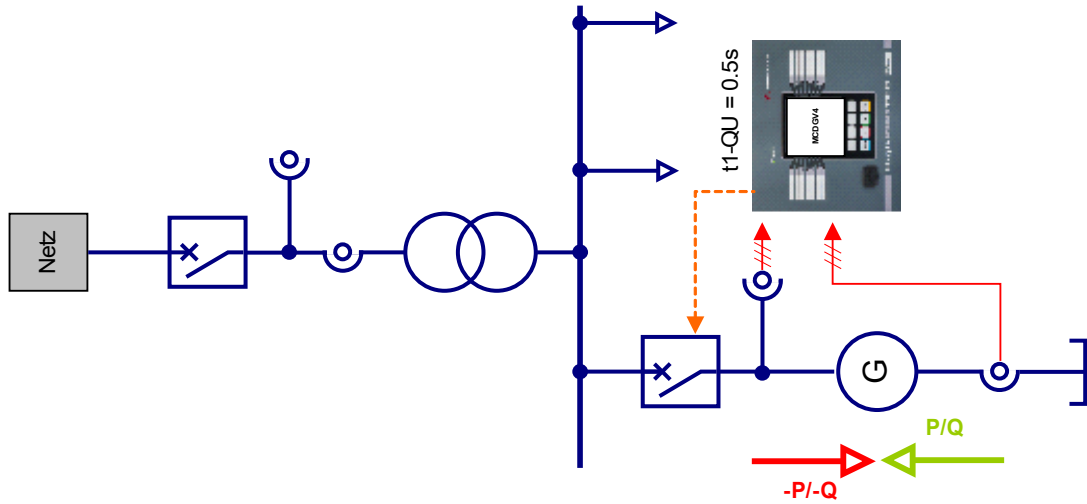 Netz
t1-QU = 0.5s
MCDGV4
G
P/Q
-P/-Q